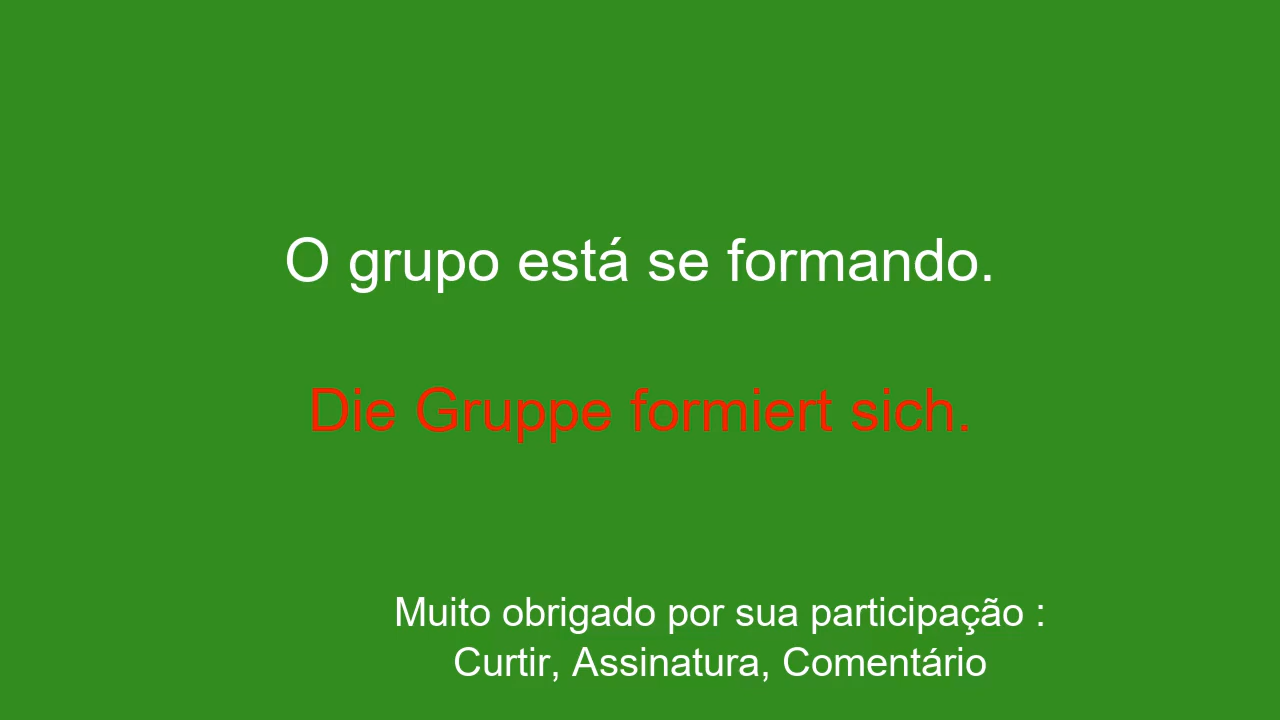 O grupo está se formando.
Die Gruppe formiert sich.
Muito obrigado por sua participação :
Curtir, Assinatura, Comentário